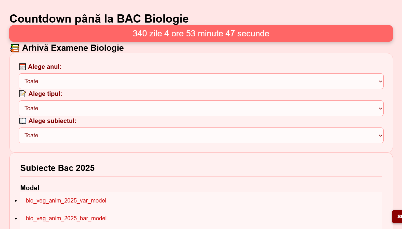 Countdown până la BAC Biologie
340 zile 4 ore 53 minute 47 secunde
Arhivă Examene Biologie
Alege anul:
Toate
Alege tipul:
Toate
Alege subiectul:
Toate
Subiecte Bac 2025
Model
bio_veg_anim_2025_var_model
bio_veg_anim_2025_bar_model